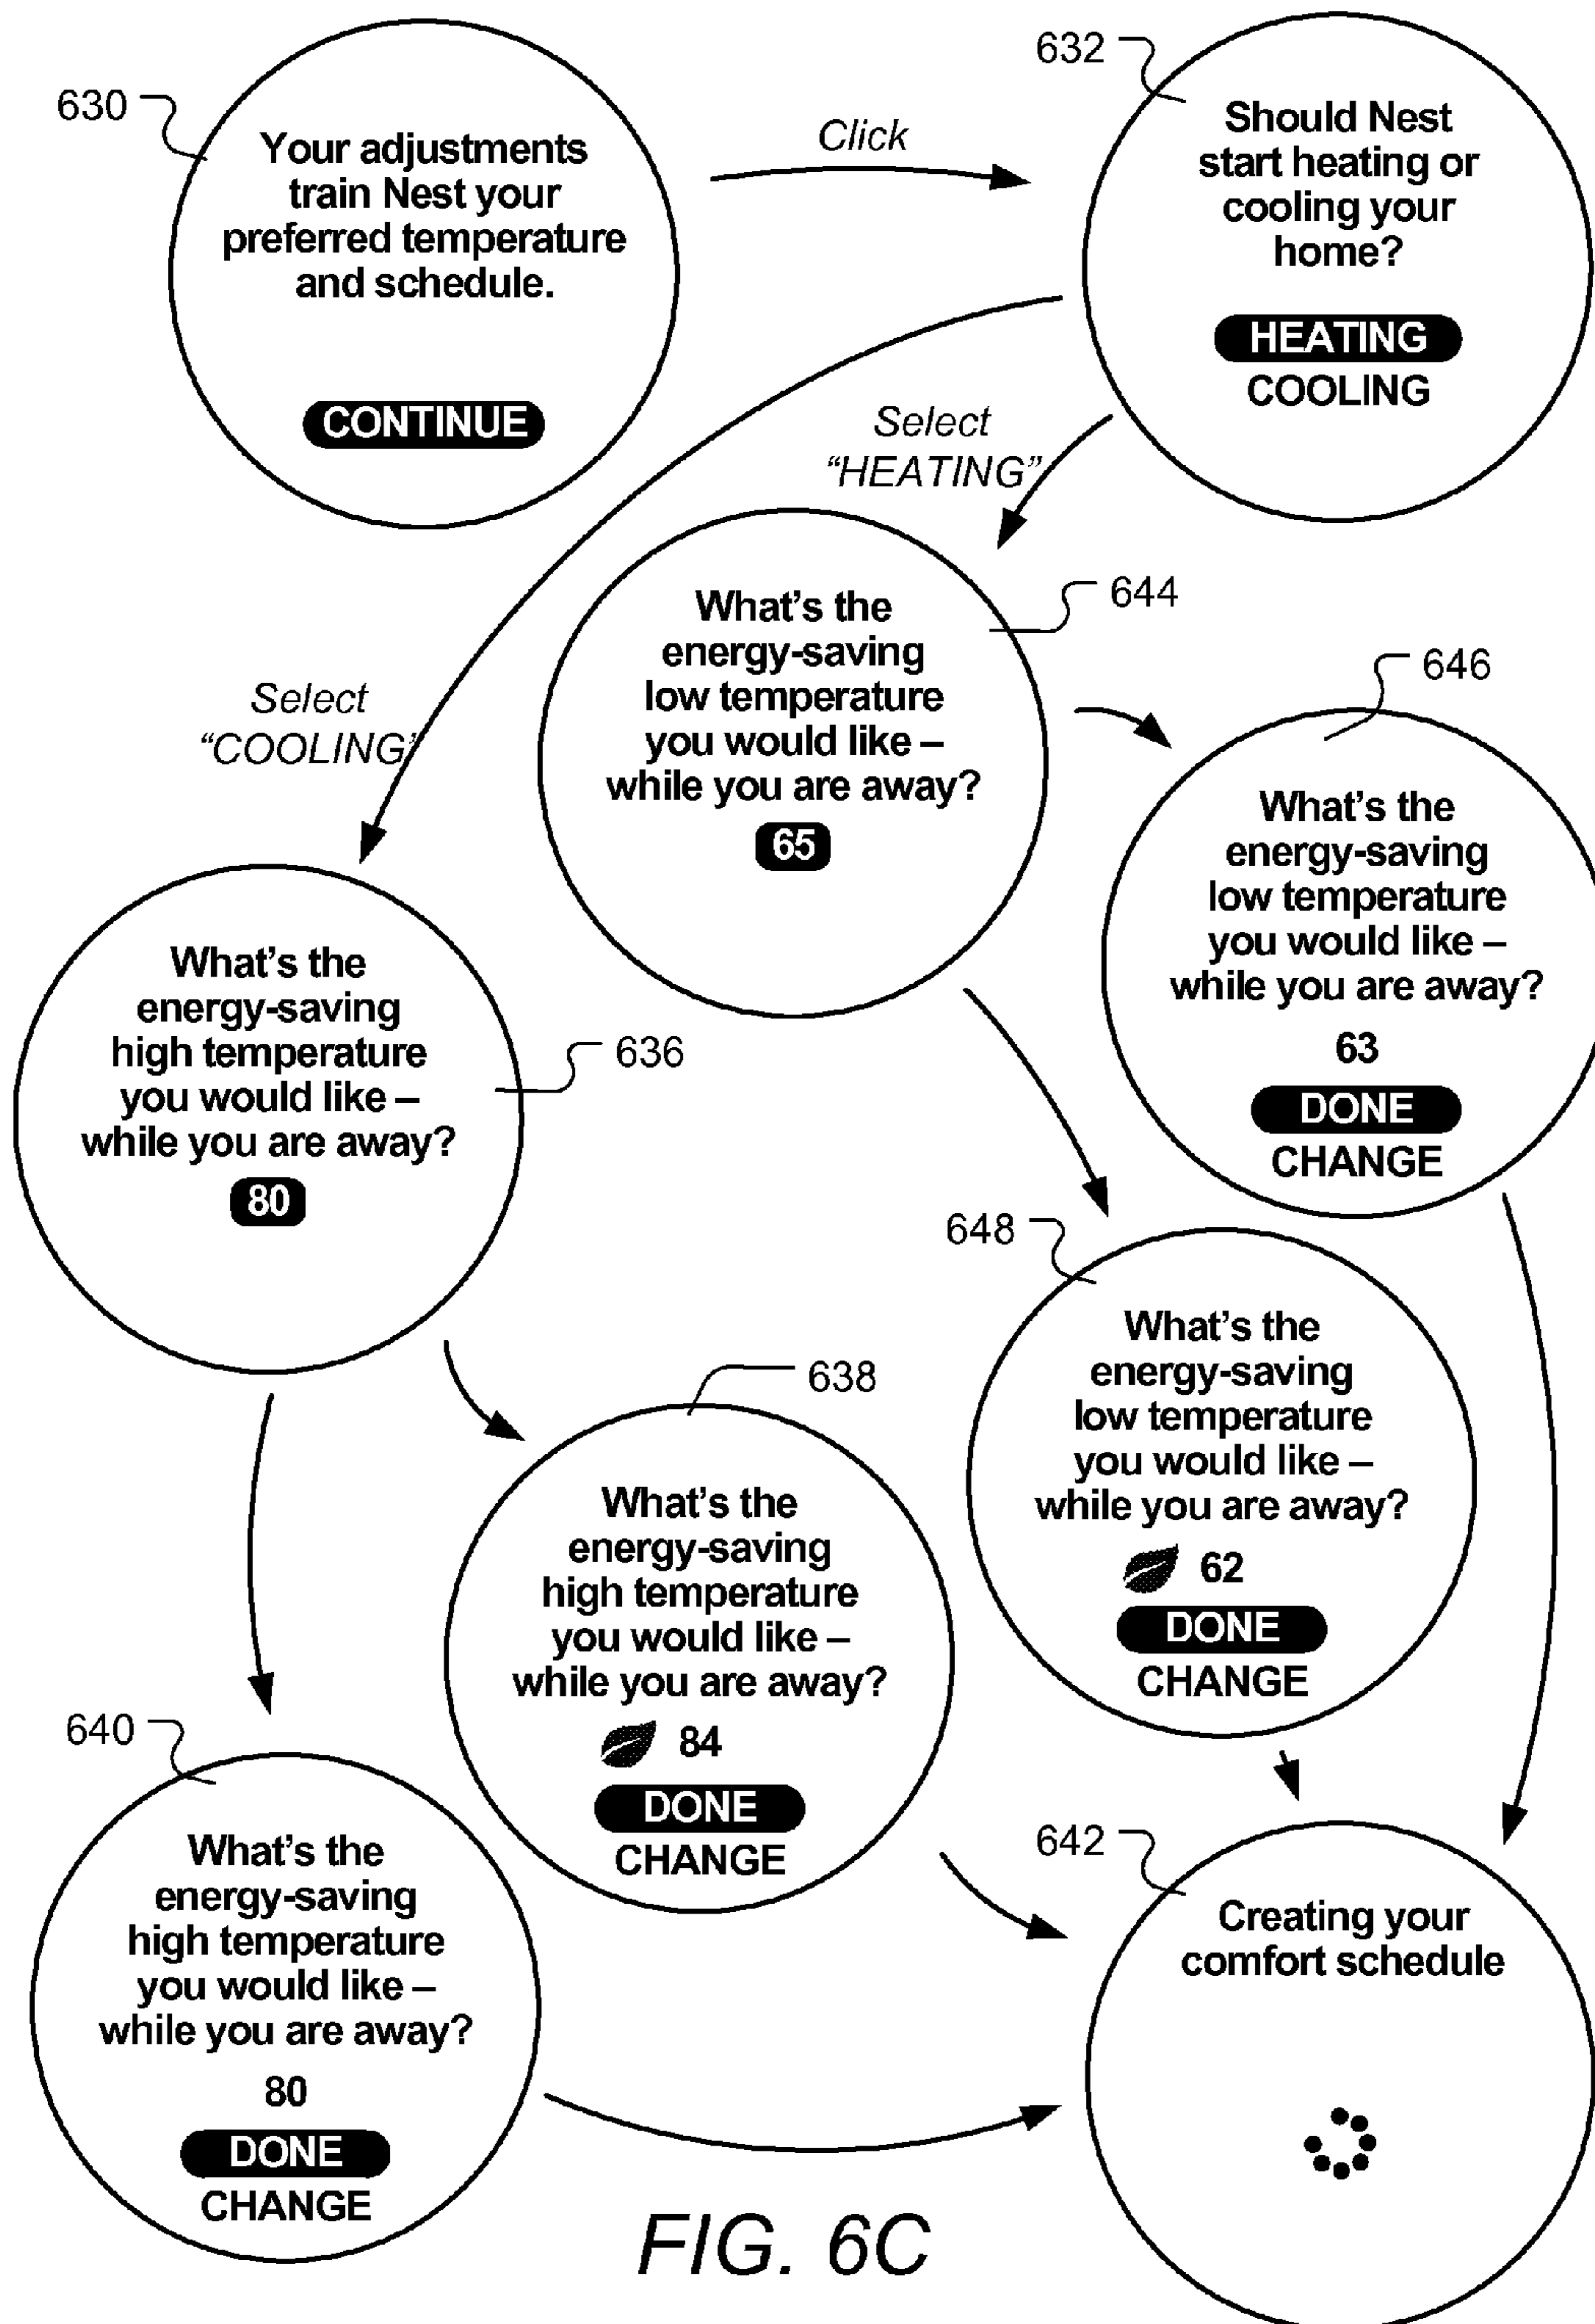 630
Your adjustments
train Nest your
preferred temperature
and schedule.
CONTINUE
Click
632
Should Nest
start heating or
cooling your
home?
HEATING
COOLING
Select
“HEATING”
Select
“COOLING”
644
What’s the
energy-saving
low temperature
you would like –
while you are away?
65
646
What’s the
energy-saving
low temperature
you would like –
while you are away?
63
DONE
CHANGE
636
What’s the
energy-saving
high temperature
you would like –
while you are away?
80
648
What’s the
energy-saving
low temperature
you would like –
while you are away?
62
DONE
CHANGE
638
What’s the
energy-saving
high temperature
you would like –
while you are away?
84
DONE
CHANGE
640
What’s the
energy-saving
high temperature
you would like –
while you are away?
80
DONE
CHANGE
642
Creating your
comfort schedule
FIG. 6C